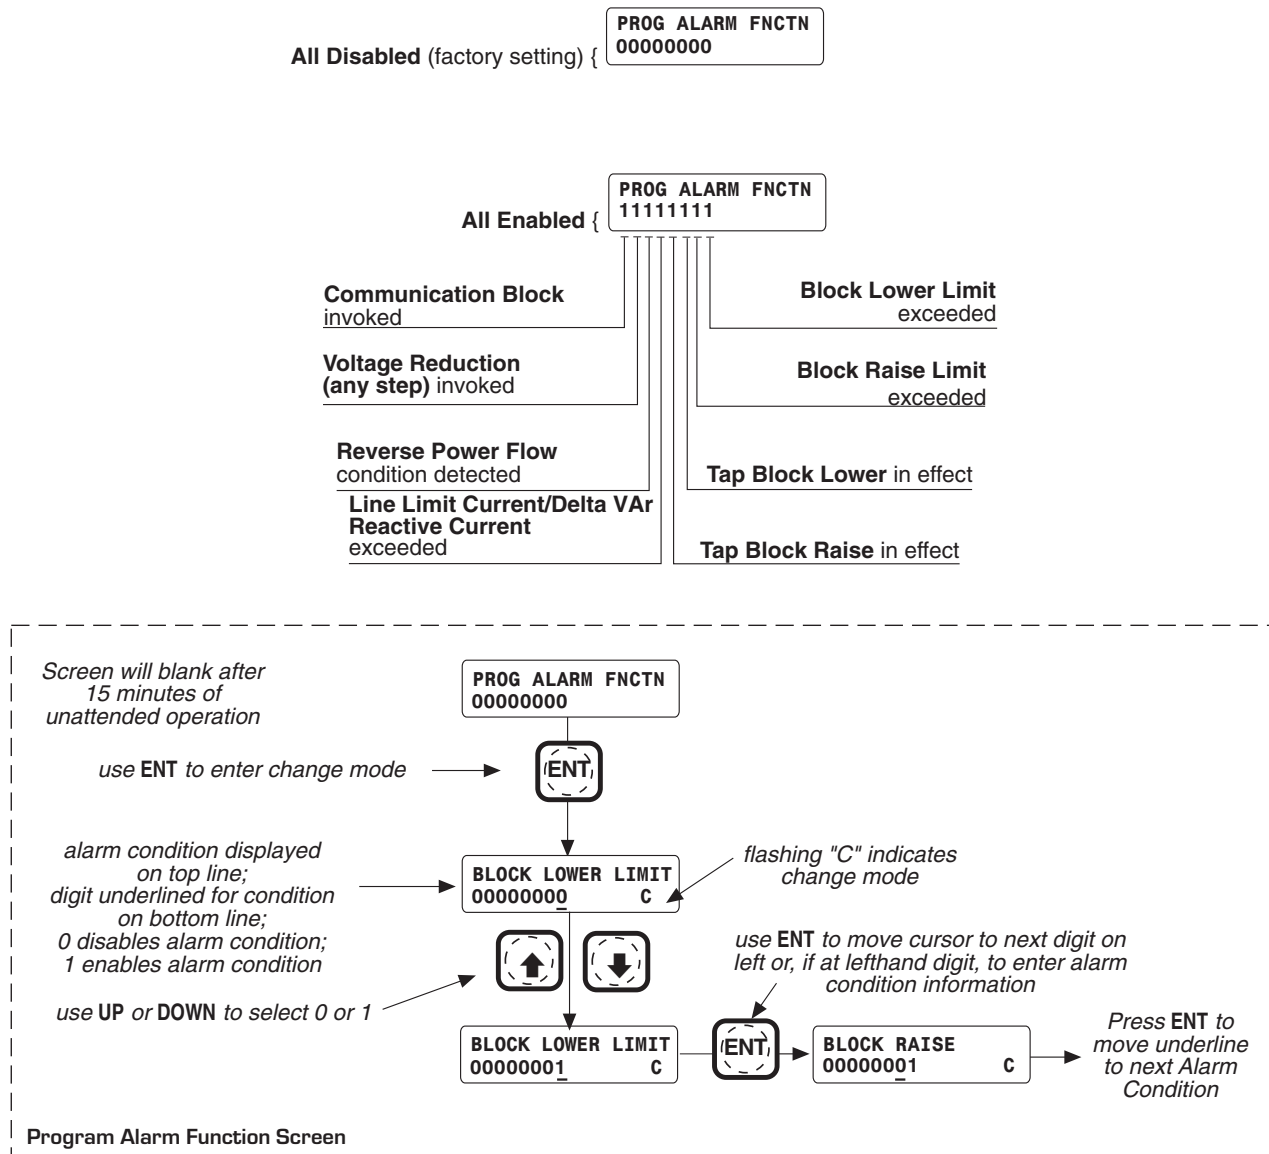 PROG ALARM FNCTN
00000000
All Disabled (factory setting) {
PROG ALARM FNCTN
11111111
All Enabled {
Communication Block
invoked
Voltage Reduction
(any step) invoked
Reverse Power Flow
condition detected
Line Limit Current/Delta VAr
Reactive Current
exceeded
Block Lower Limit
exceeded
Block Raise Limit
exceeded
Tap Block Lower in effect
Tap Block Raise in effect
Screen will blank after
15 minutes of
unattended operation
PROG ALARM FNCTN
00000000
use ENT to enter change mode
ENT
alarm condition displayed
on top line;
digit underlined for condition
on bottom line;
0 disables alarm condition;
1 enables alarm condition
BLOCK LOWER LIMIT
00000000 C
flashing "C" indicates
change mode
use UP or DOWN to select 0 or 1
use ENT to move cursor to next digit on
left or, if at lefthand digit, to enter alarm
condition information
BLOCK LOWER LIMIT
00000001 C
ENT
BLOCK RAISE
00000001 C
Press ENT to
move underline
to next Alarm
Condition
Program Alarm Function Screen